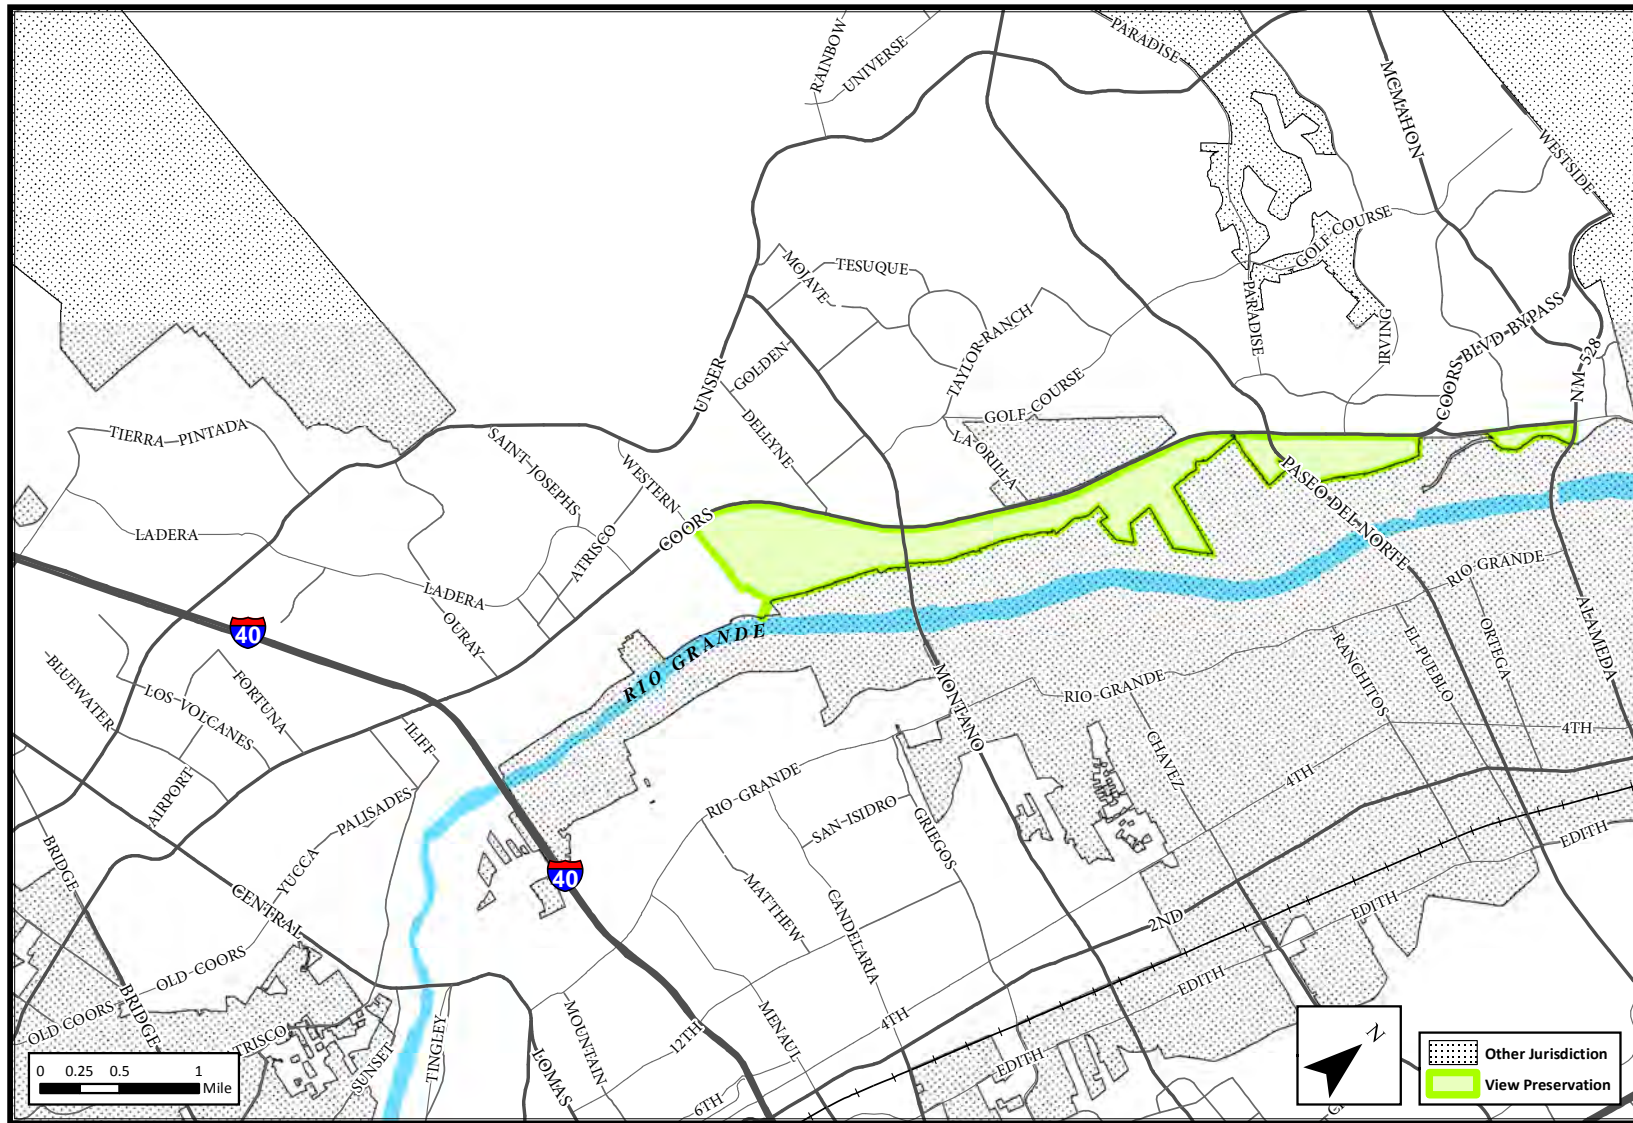 PARADISE
RAINBOW
UNIVERSE
MCMAHON
WESTSIDE
GOLF COURSE
MOJAVE
TESUQUE
PARADISE
IRVING
COORS BLVD BYPASS
NM 528
TAYLOR RANCH
GOLDEN
UNSER
DELLYNE
GOLF COURSE
LA ORILLA
TIERRA PINTADA
SAINT JOSEPHS
WESTERN
COORS
PASEO DEL NORTE
LADERA
ATRISCO
LADERA
OURAY
40
RIO GRANDE
RIO GRANDE
ALAMEDA
ORTEGA
EL PUEBLO
RANCHITOS
BLUEWATER
LOS VOLCANES
FORTUNA
ILIFF
MONTANO
RIO GRANDE
CHAVEZ
4TH
4TH
AIRPORT
PALISADES
RIO GRANDE
SAN ISIDRO
GRIEGOS
EDITH
BRIDGE
YUCCA
CENTRAL
40
MATTHEW
CANDELARIA
2ND
EDITH
OLD COORS
OLD COORS
BRIDGE
EDITH
TRISCO
SUNSET
TINGLEY
LOMAS
MOUNTAIN
12TH
MENAUL
4TH
EDITH
6TH
N
0 0.25 0.5 1
Mile
Other Jurisdiction
View Preservation